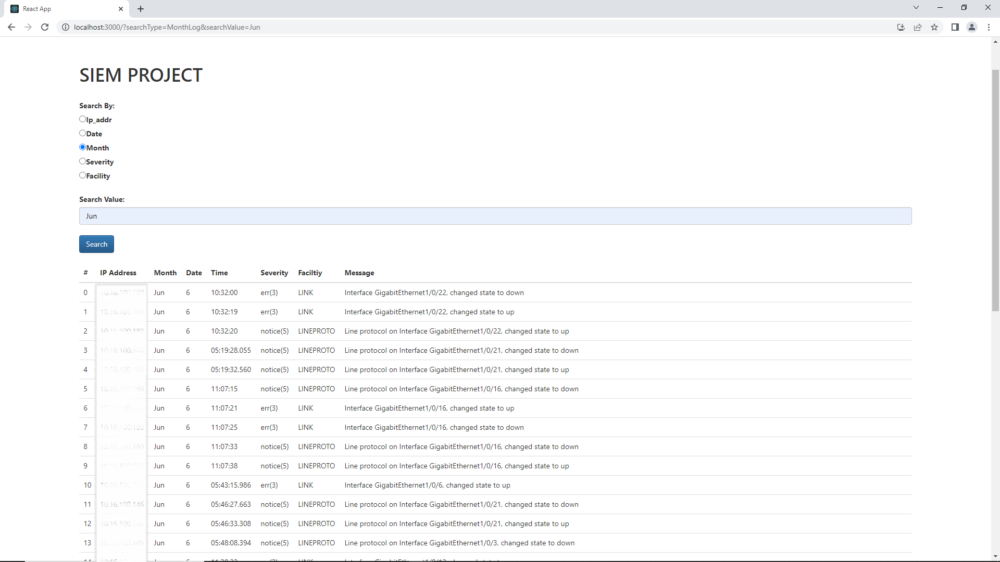 React App
localhost:3000/?searchType=MonthLog&searchValue=Jun
SIEM PROJECT
Search By:
Ip_addr
Date
Month
Severity
Facility
Search Value:
Jun
Search
# IP Address Month Date Time Severity Faciltiy Message
0 10.16.100.180 Jun 6 10:32:00 err(3) LINK Interface GigabitEthernet1/0/22, changed state to down
1 10.16.100.180 Jun 6 10:32:19 err(3) LINK Interface GigabitEthernet1/0/22, changed state to up
2 10.16.100.180 Jun 6 10:32:20 notice(5) LINEPROTO Line protocol on Interface GigabitEthernet1/0/22, changed state to up
3 Jun 6 05:19:28.055 notice(5) LINEPROTO Line protocol on Interface GigabitEthernet1/0/21, changed state to down
4 Jun 6 05:19:32.560 notice(5) LINEPROTO Line protocol on Interface GigabitEthernet1/0/21, changed state to up
5 10.16.100.180 Jun 6 11:07:15 notice(5) LINEPROTO Line protocol on Interface GigabitEthernet1/0/16, changed state to down
6 Jun 6 11:07:21 err(3) LINK Interface GigabitEthernet1/0/16, changed state to up
7 10.16.100.180 Jun 6 11:07:25 err(3) LINK Interface GigabitEthernet1/0/16, changed state to down
8 10.16.100.180 Jun 6 11:07:33 notice(5) LINEPROTO Line protocol on Interface GigabitEthernet1/0/16, changed state to down
9 Jun 6 11:07:38 notice(5) LINEPROTO Line protocol on Interface GigabitEthernet1/0/16, changed state to up
10 Jun 6 05:43:15.986 err(3) LINK Interface GigabitEthernet1/0/6, changed state to up
11 10.16.100.146 Jun 6 05:46:27.663 notice(5) LINEPROTO Line protocol on Interface GigabitEthernet1/0/21, changed state to down
12 Jun 6 05:46:33.308 notice(5) LINEPROTO Line protocol on Interface GigabitEthernet1/0/21, changed state to up
13 Jun 6 05:48:08.394 notice(5) LINEPROTO Line protocol on Interface GigabitEthernet1/0/3, changed state to down